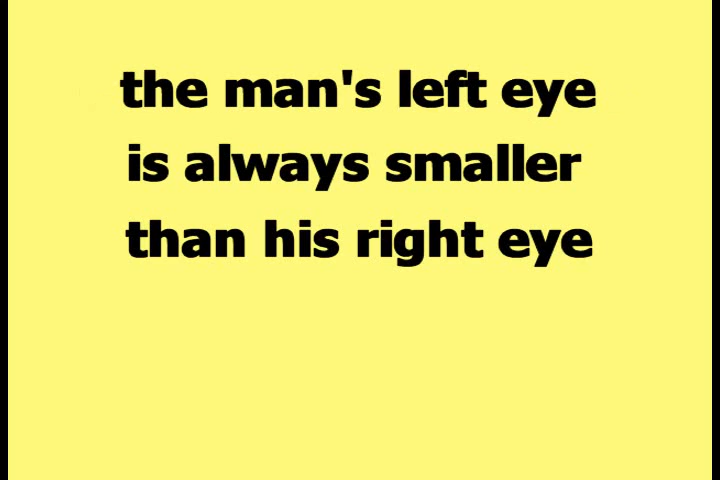 the man's left eye
is always smaller
than his right eye